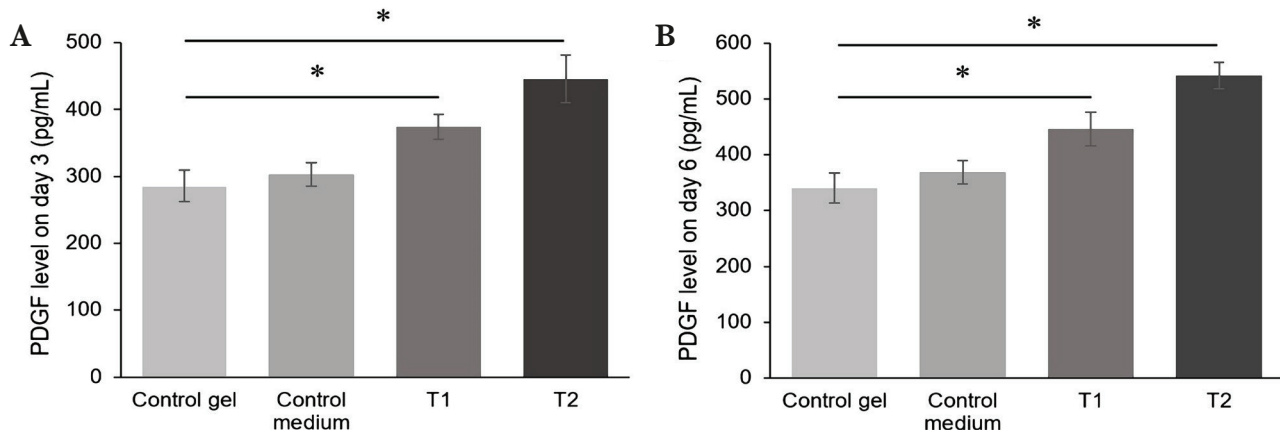 A
PDGF level on day 3 (pg/mL)
500
400
300
200
100
0
*
*
Control gel
Control
medium
T1
T2
B
PDGF level on day 6 (pg/mL)
600
500
400
300
200
100
0
*
*
Control gel
Control
medium
T1
T2